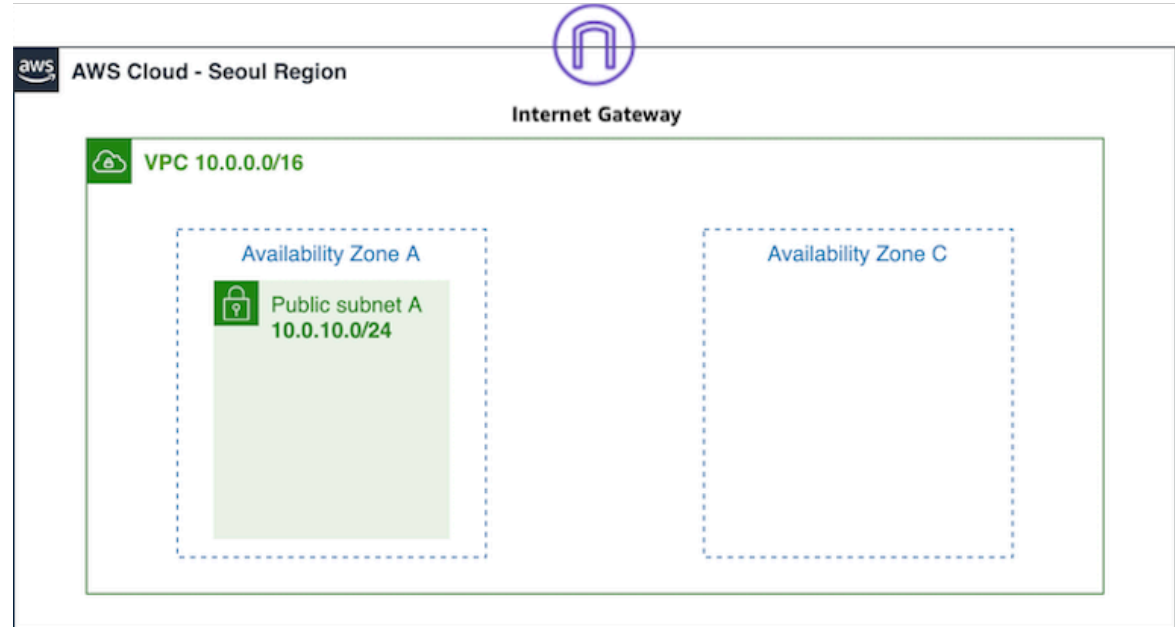 aws
AWS Cloud - Seoul Region
Internet Gateway
VPC 10.0.0.0/16
Availability Zone A
Public subnet A
10.0.10.0/24
Availability Zone C